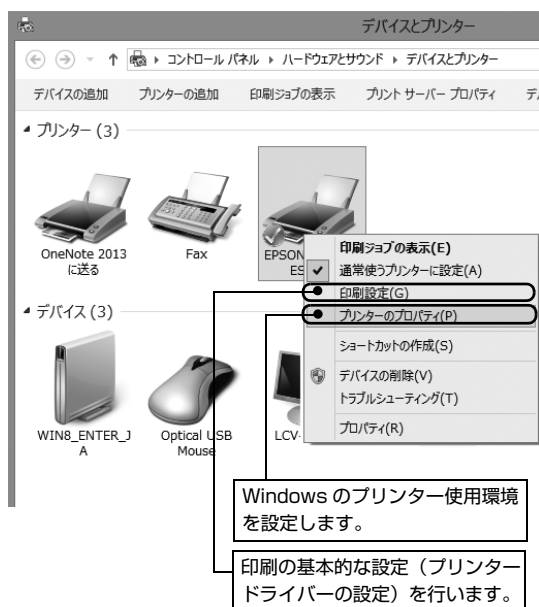 デバイスとプリンター
コントロール パネル ▸ ハードウェアとサウンド ▸ デバイスとプリンター
デバイスの追加 プリンターの追加 印刷ジョブの表示 プリント サーバー プロパティ デ
プリンター (3)
OneNote 2013
に送る
Fax
EPSON
ES
印刷ジョブの表示(E)
通常使うプリンターに設定(A)
印刷設定(G)
プリンターのプロパティ(P)
ショートカットの作成(S)
デバイスの削除(V)
トラブルシューティング(T)
プロパティ(R)
デバイス (3)
WIN8_ENTER_J
A
Optical USB
Mouse
LCV-
Windows のプリンター使用環境
を設定します。
印刷の基本的な設定（プリンター
ドライバーの設定）を行います。